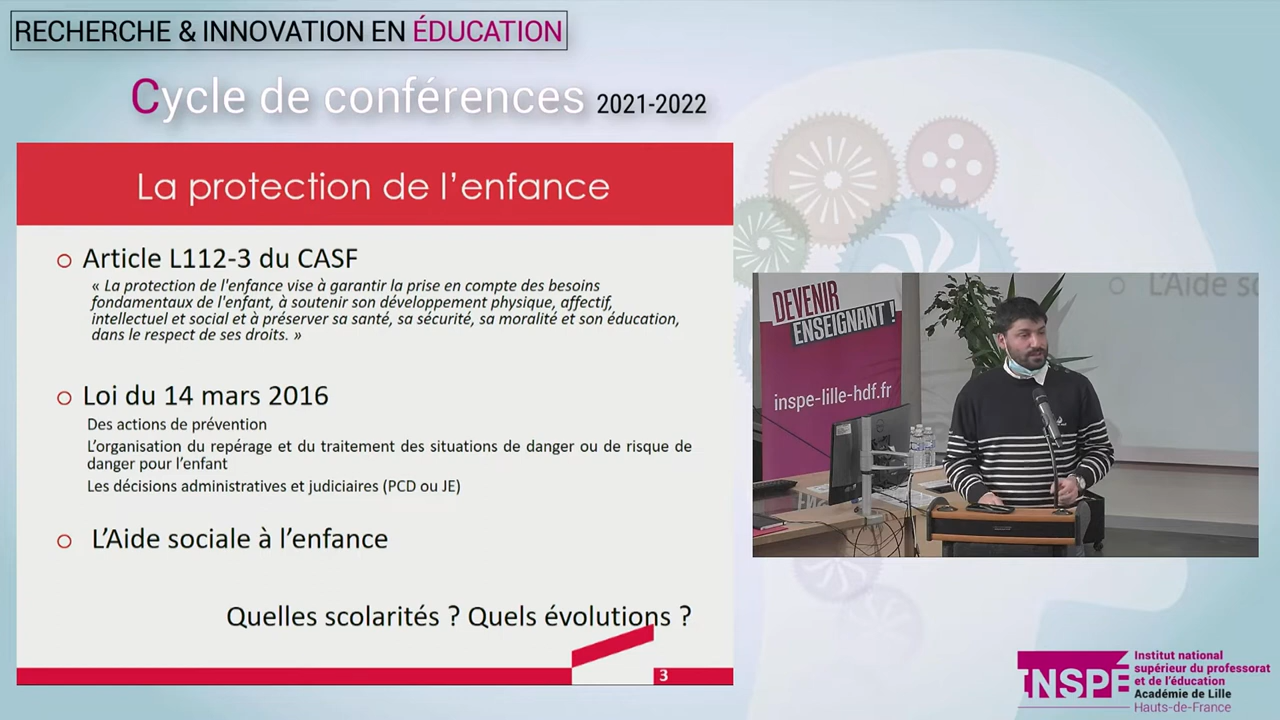 RECHERCHE & INNOVATION EN ÉDUCATION
Cycle de conférences 2021-2022
La protection de l'enfance
Article L112-3 du CASF
« La protection de l'enfance vise à garantir la prise en compte des besoins
fondamentaux de l'enfant, à soutenir son développement physique, affectif,
intellectuel et social et à préserver sa santé, sa sécurité, sa moralité et son éducation,
dans le respect de ses droits. »
Loi du 14 mars 2016
Des actions de prévention
L'organisation du repérage et du traitement des situations de danger ou de risque de
danger pour l'enfant
Les décisions administratives et judiciaires (PCD ou JE)
L'Aide sociale à l'enfance
Quelles scolarités ? Quels évolutions ?
3
DEVENIR
ENSEIGNANT !
inspe-lille-hdf.fr
L'Aide so
INSPE
Institut national
supérieur du professorat
et de l'éducation
Académie de Lille
Hauts-de-France